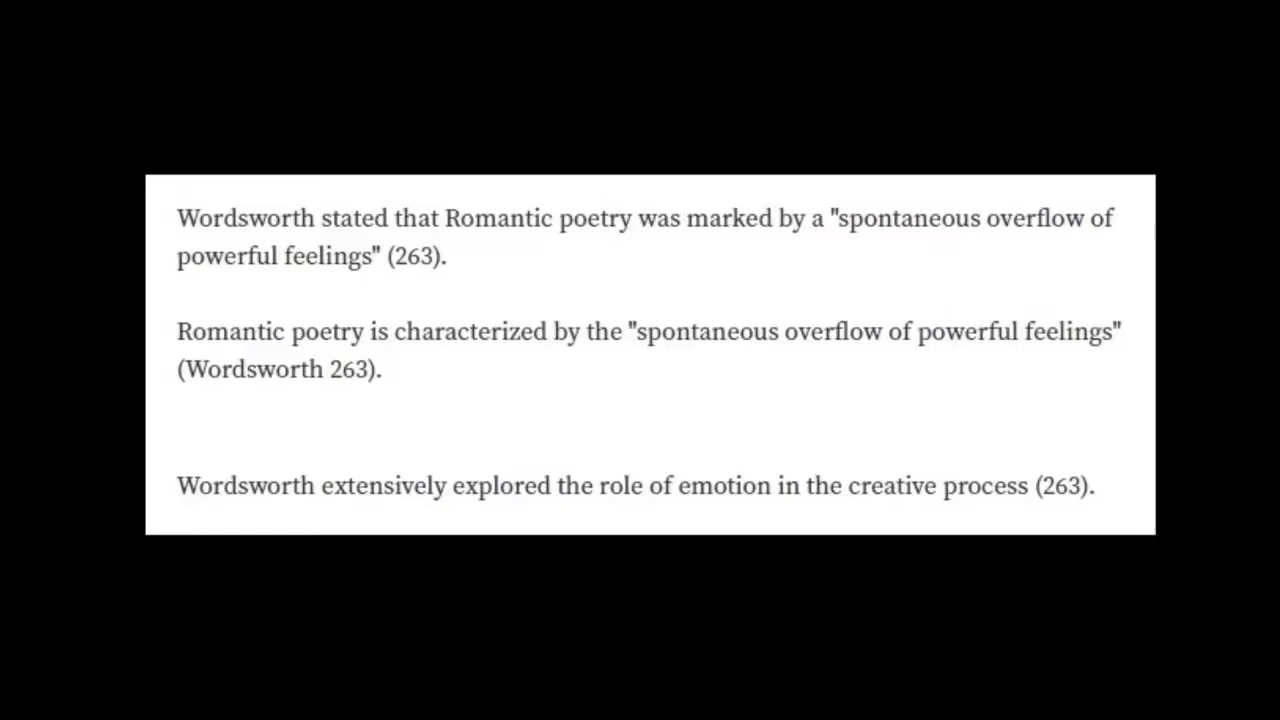 Wordsworth stated that Romantic poetry was marked by a "spontaneous overflow of
powerful feelings" (263).
Romantic poetry is characterized by the "spontaneous overflow of powerful feelings"
(Wordsworth 263).
Wordsworth extensively explored the role of emotion in the creative process (263).